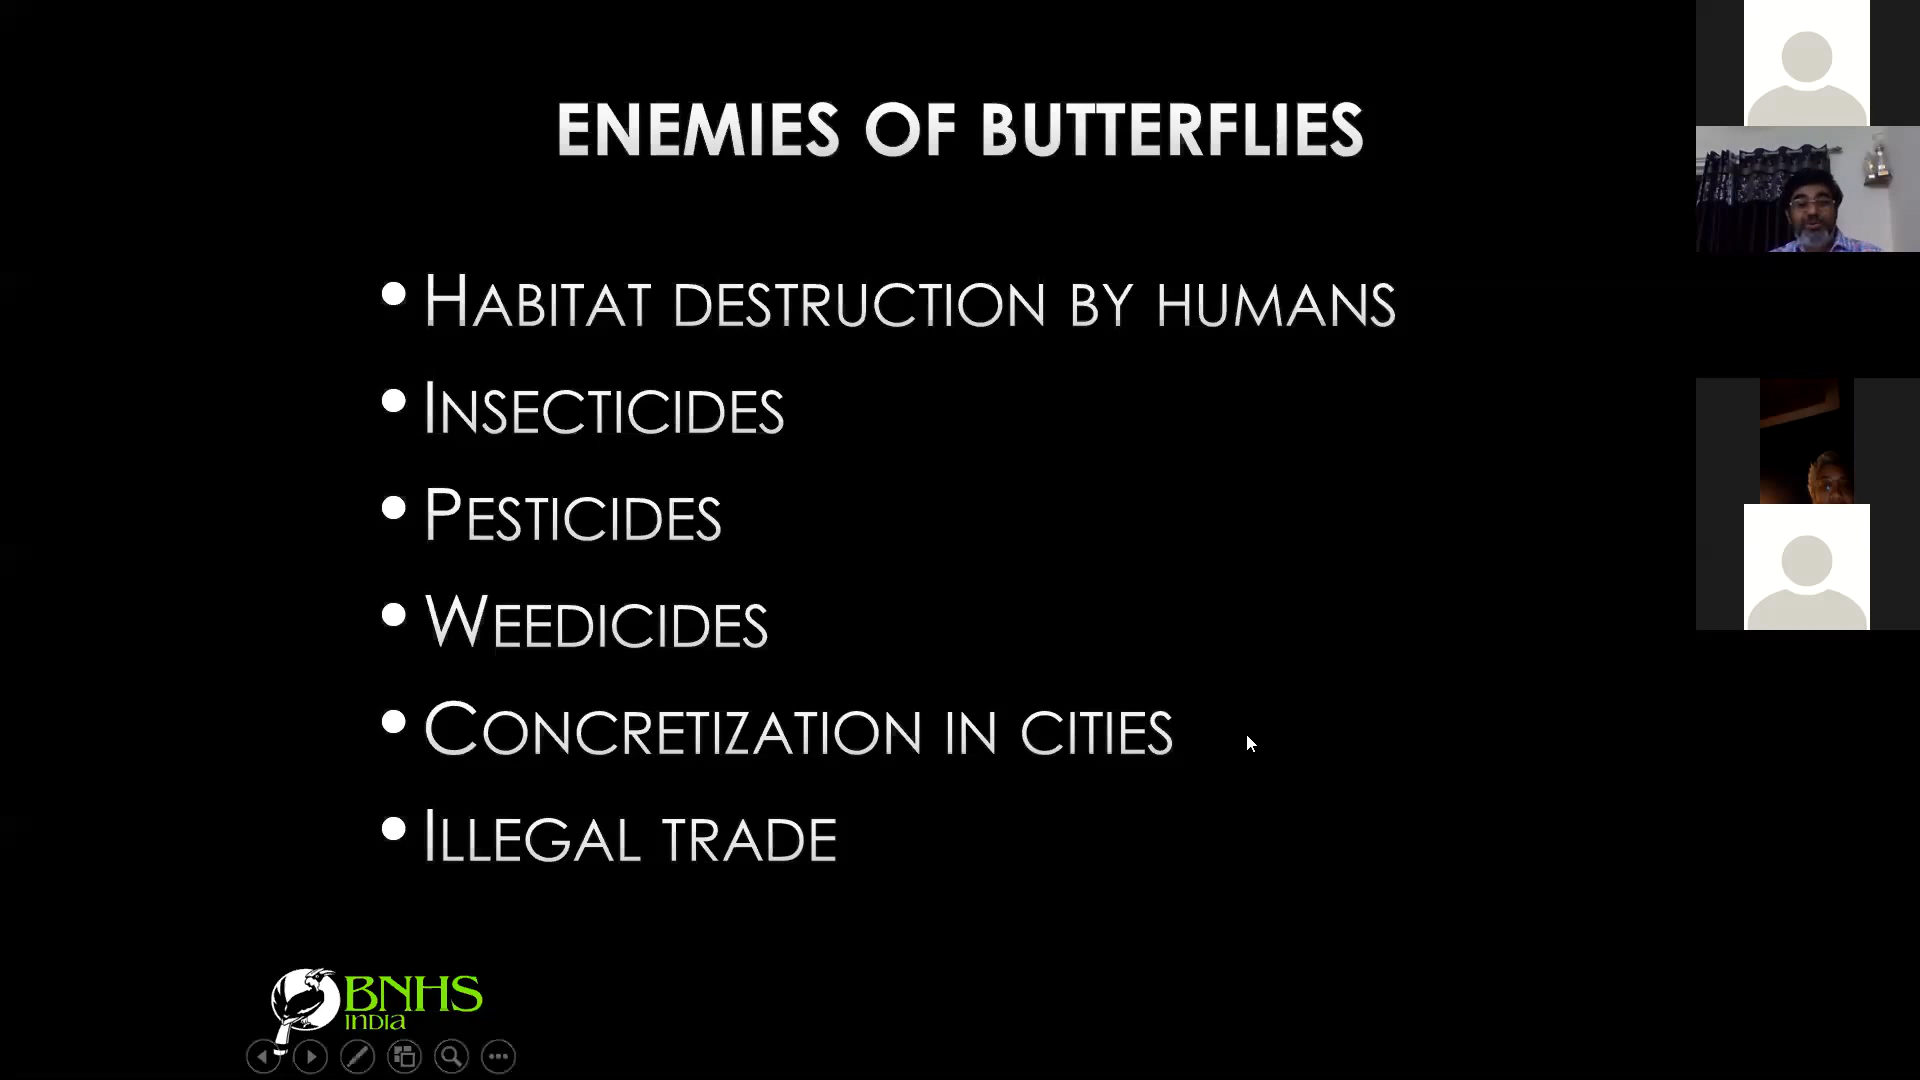 ENEMIES OF BUTTERFLIES
• HABITAT DESTRUCTION BY HUMANS
• INSECTICIDES
• PESTICIDES
• WEEDICIDES
• CONCRETIZATION IN CITIES
• ILLEGAL TRADE
BNHS
INDIA